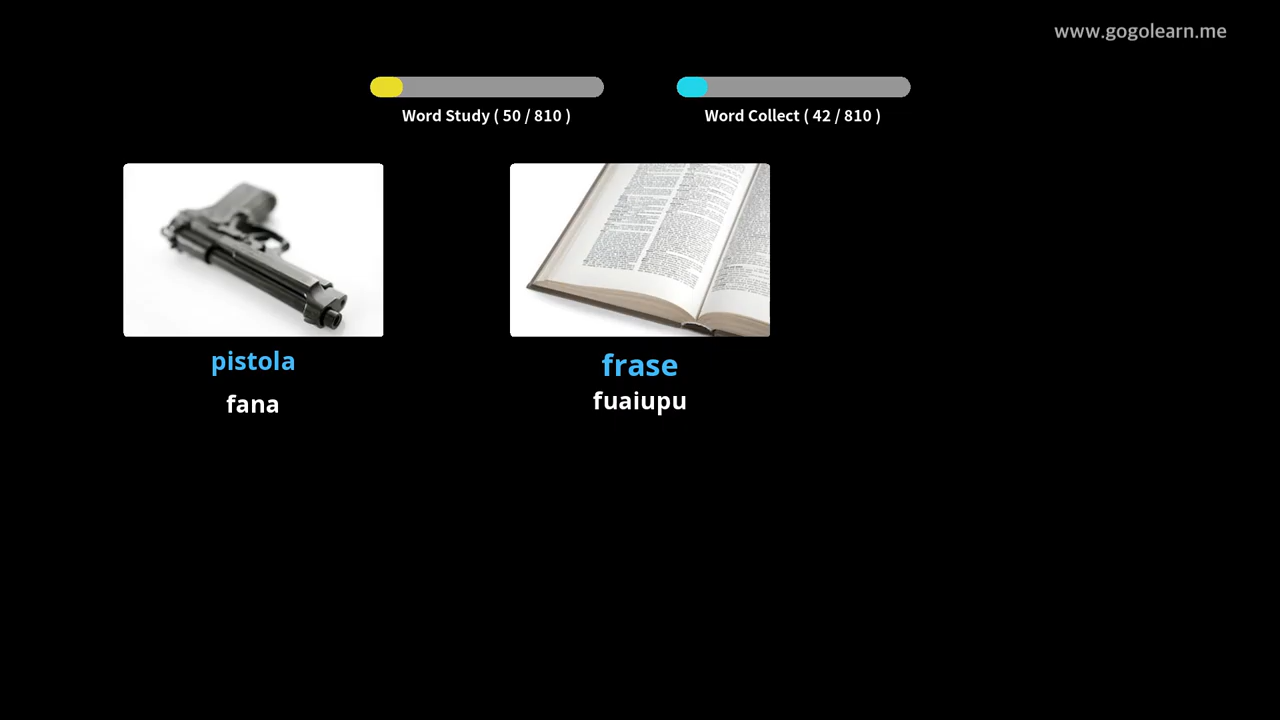 www.gogolearn.me
Word Study ( 50 / 810 )
Word Collect ( 42 / 810 )
pistola
fana
frase
fuaiupu